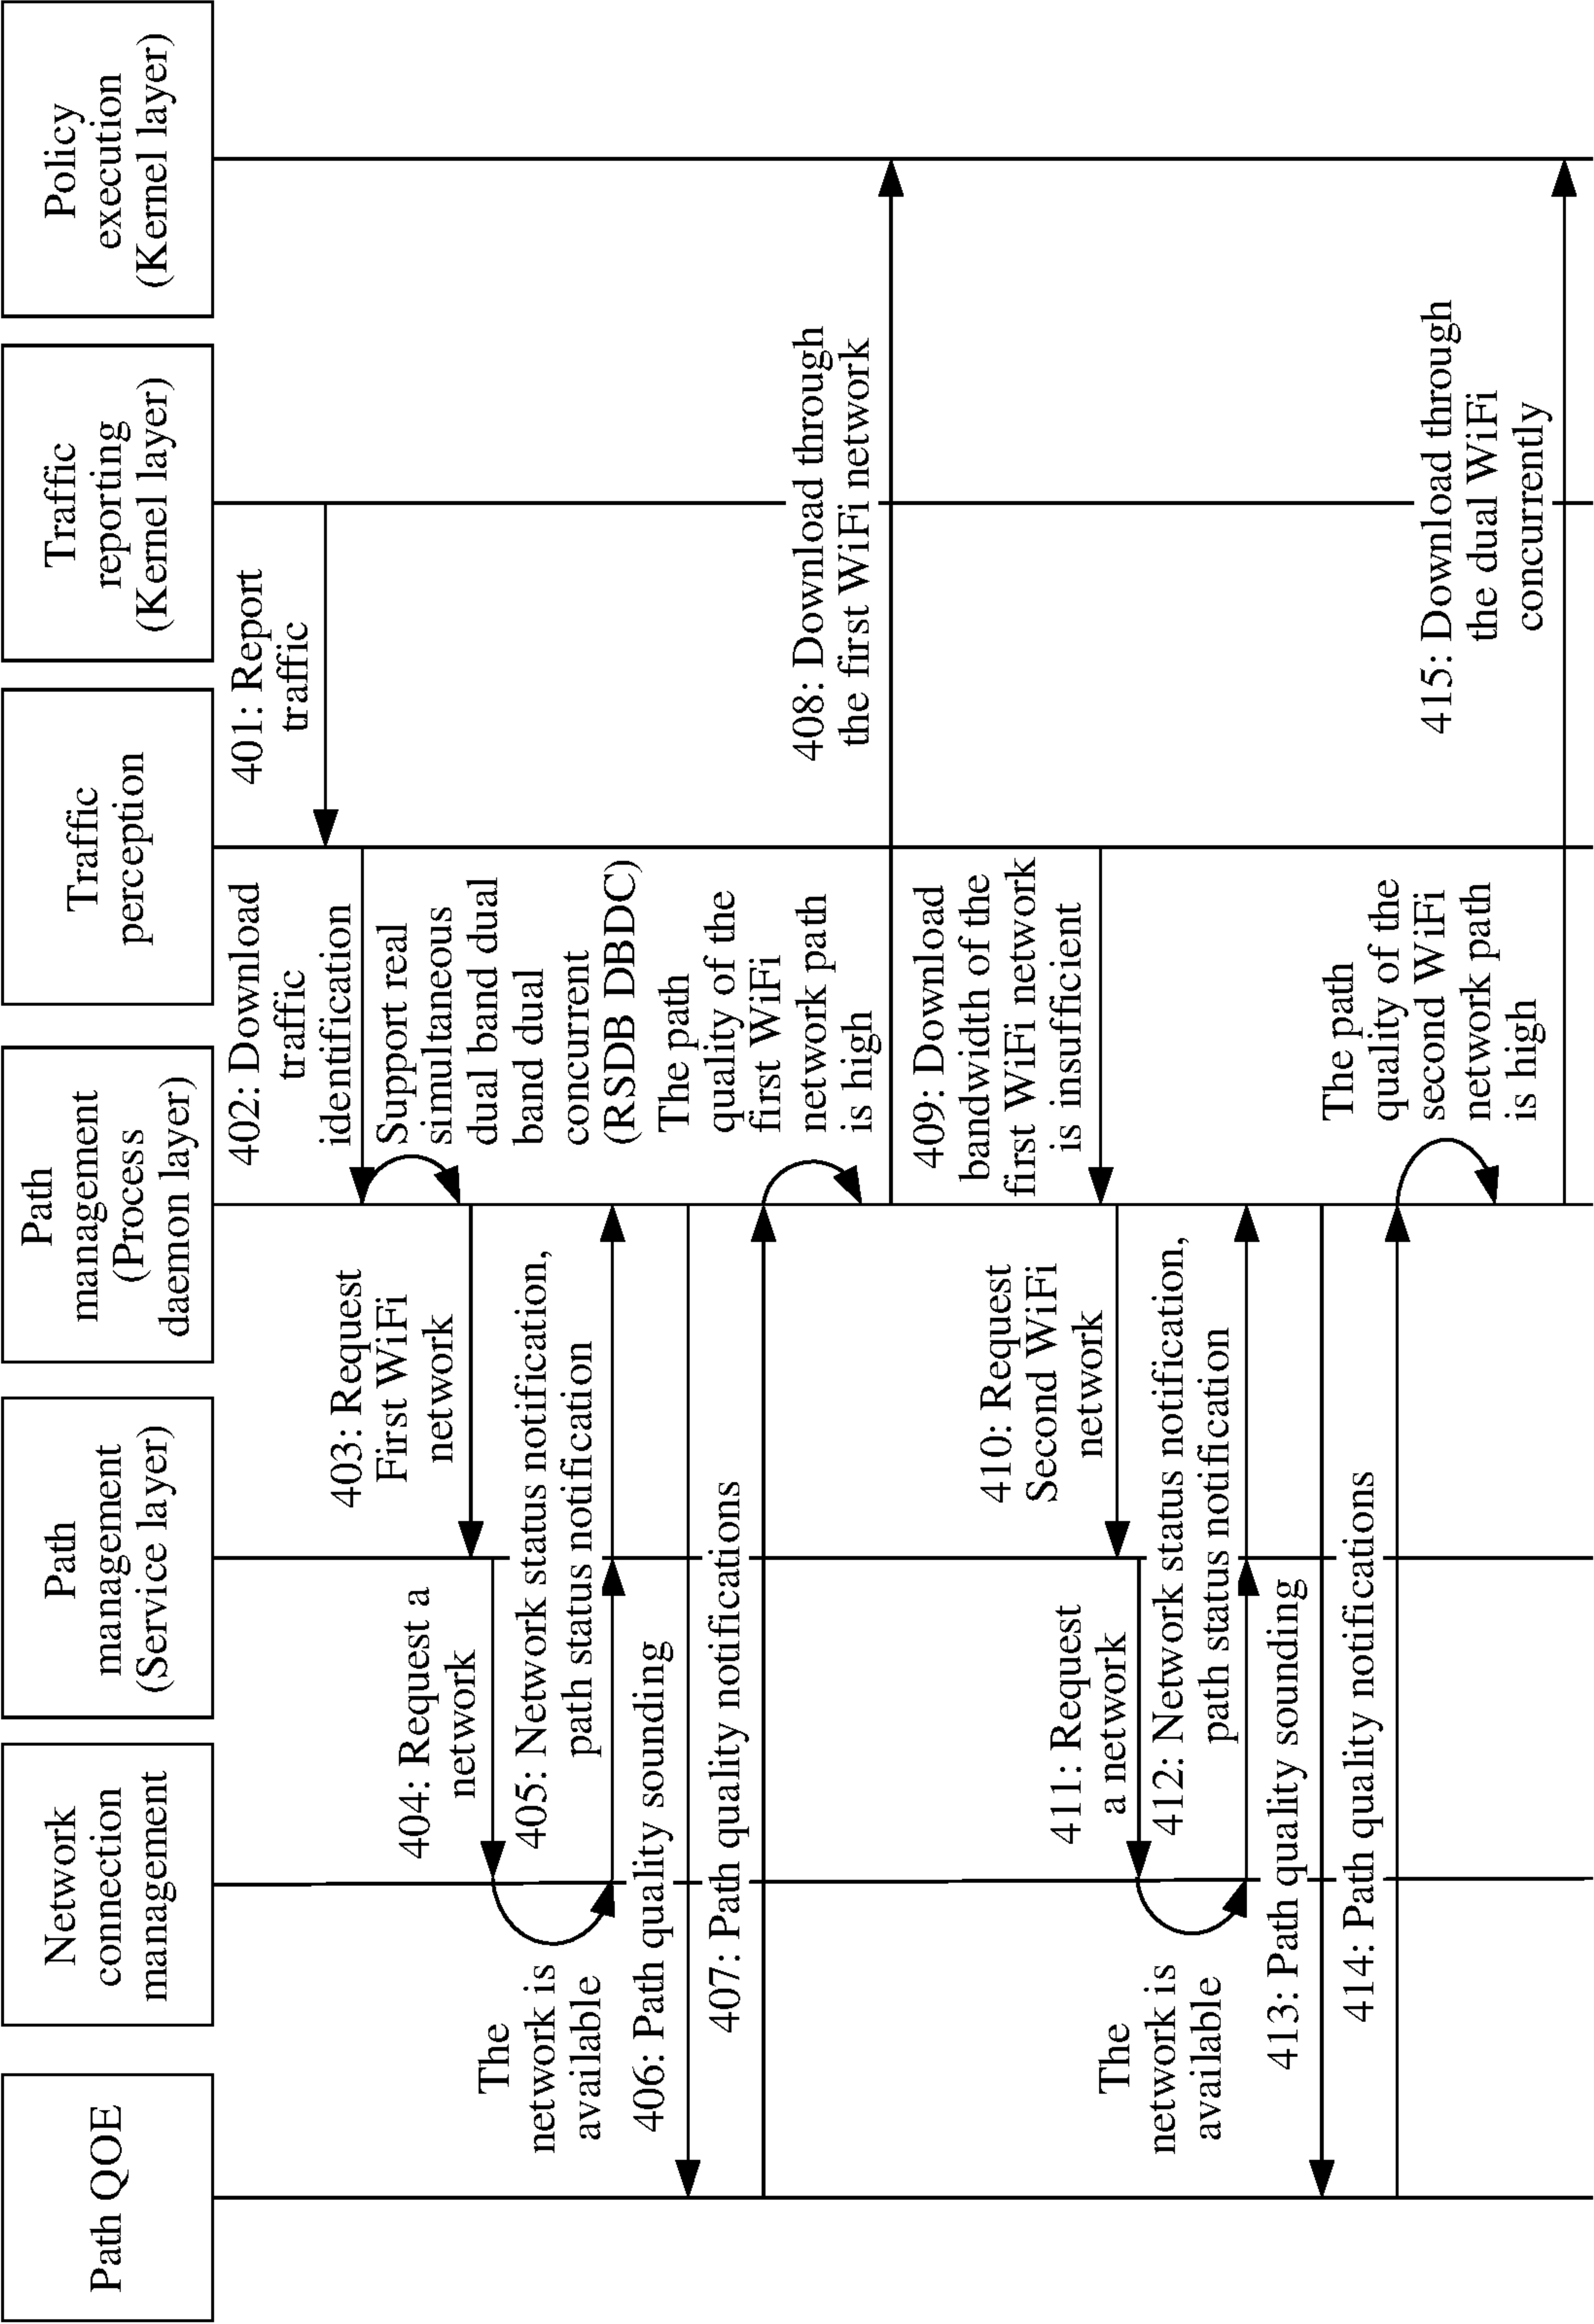 Path QOE
Network
connection
management
Path
management
(Service layer)
Path
management
(Process
daemon layer)
Traffic
perception
Traffic
reporting
(Kernel layer)
Policy
execution
(Kernel layer)
401: Report
traffic
402: Download
traffic
identification
Support real
simultaneous
dual band dual
band dual
concurrent
(RSDB DBDC)
403: Request
First WiFi
network
404: Request a
network
The
network is
available
405: Network status notification,
path status notification
406: Path quality sounding
407: Path quality notifications
The path
quality of the
first WiFi
network path
is high
408: Download through
the first WiFi network
409: Download
bandwidth of the
first WiFi network
is insufficient
410: Request
Second WiFi
network
411: Request
a network
The
network is
available
412: Network status notification,
path status notification
413: Path quality sounding
414: Path quality notifications
The path
quality of the
second WiFi
network path
is high
415: Download through
the dual WiFi
concurrently